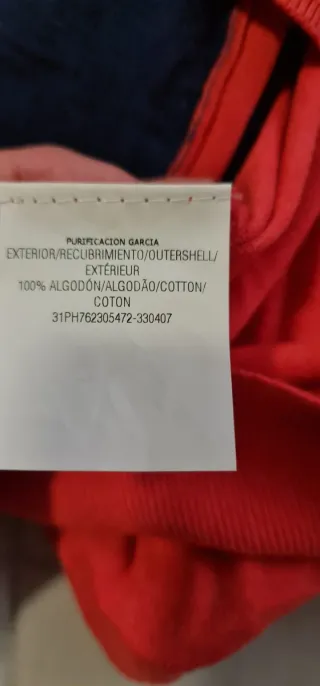 PURIFICACION GARCIA
EXTERIOR/RECUBRIMIENTO/OUTERSHELL/
EXTÉRIEUR
100% ALGODÓN/ALGODÃO/COTTON/
COTON
31PH762305472-330407